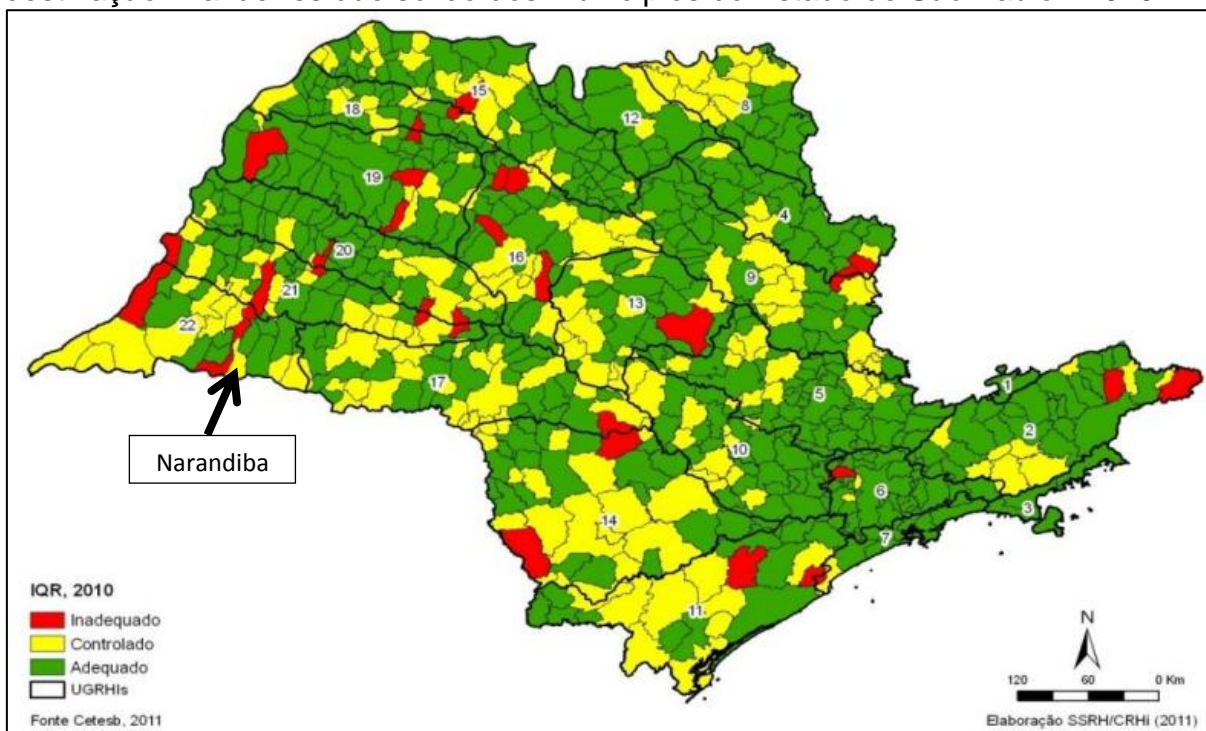 18
15
12
8
19
4
20
16
9
21
13
22
17
5
1
2
10
6
3
14
7
11
Narandiba
IQR, 2010
Inadequado
Controlado
Adequado
UGRHIs
Fonte Cetesb, 2011
N
120 60 0 Km
Elaboração SSRH/CRHi (2011)